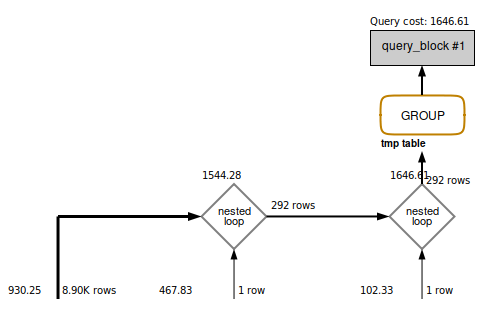 Query cost: 1646.61
query_block #1
GROUP
tmp table
1544.28
1646.61
292 rows
292 rows
nested
loop
nested
loop
930.25
8.90K rows
467.83
1 row
102.33
1 row